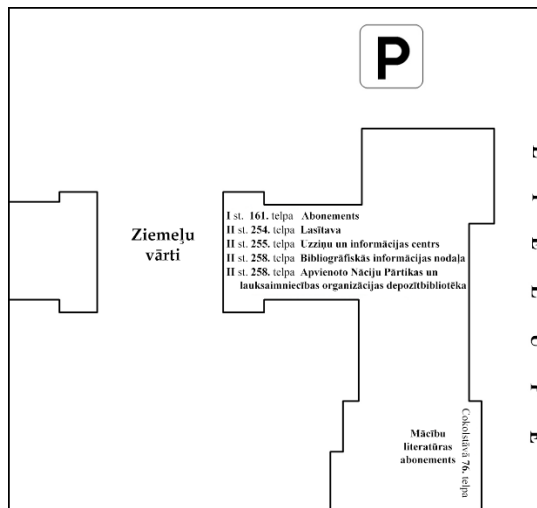 P
Ziemeļu
vārti
I st. 161. telpa Abonements
II st. 254. telpa Lasītava
II st. 255. telpa Uzziņu un informācijas centrs
II st. 258. telpa Bibliogrāfiskās informācijas nodaļa
II st. 258. telpa Apvienoto Nāciju Pārtikas un
lauksaimniecības organizācijas depozītbibliotēka
Mācību
literatūras
abonements
Cokolstāvā 76. telpa
L I E L U P E